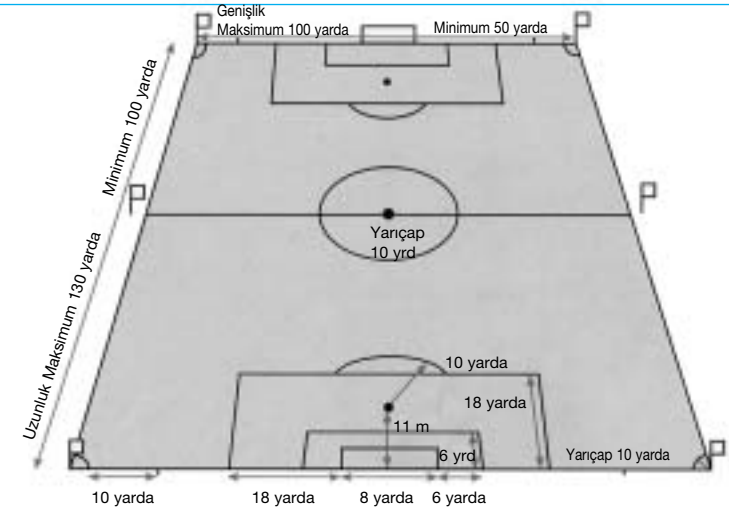 Genişlik
Maksimum 100 yarda
Minimum 50 yarda
Minimum 100 yarda
Uzunluk Maksimum 130 yarda
Yarıçap
10 yrd
10 yarda
18 yarda
11 m
6 yrd
Yarıçap 10 yarda
10 yarda
18 yarda
8 yarda
6 yarda